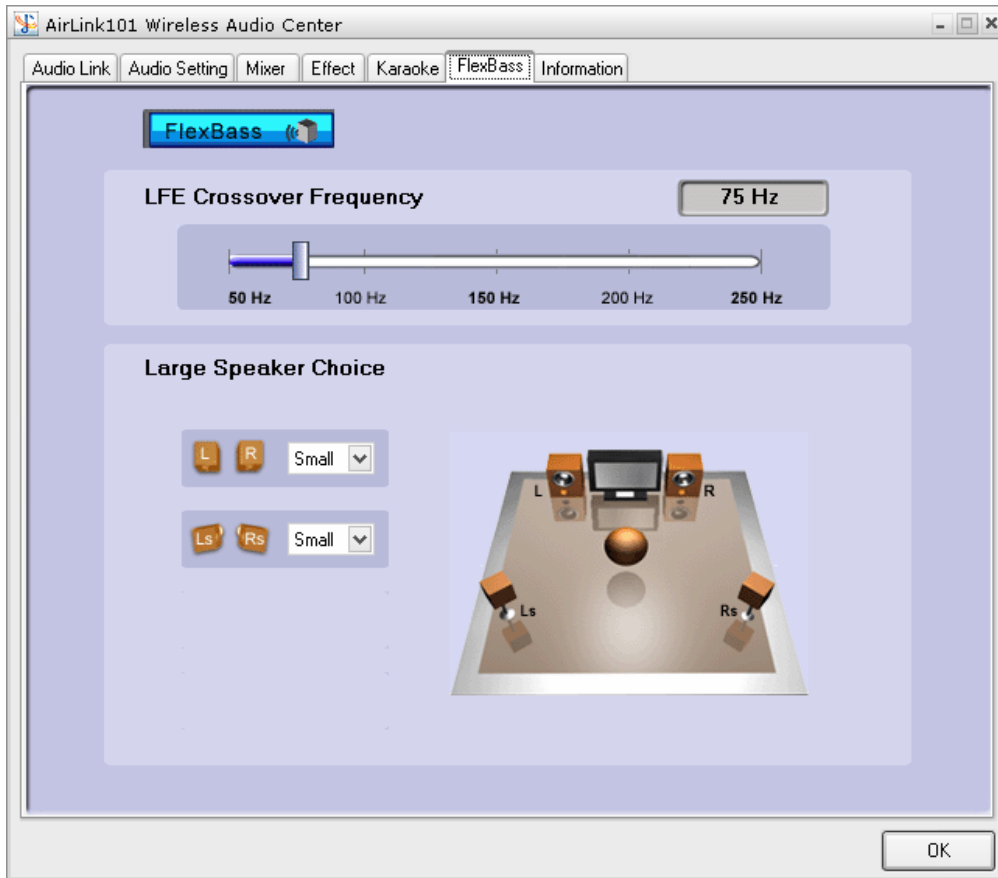 AirLink101 Wireless Audio Center
Audio Link Audio Setting Mixer Effect Karaoke FlexBass Information
FlexBass
LFE Crossover Frequency 75 Hz
50 Hz 100 Hz 150 Hz 200 Hz 250 Hz
Large Speaker Choice
L R Small
Ls Rs Small
L R
Ls Rs
OK